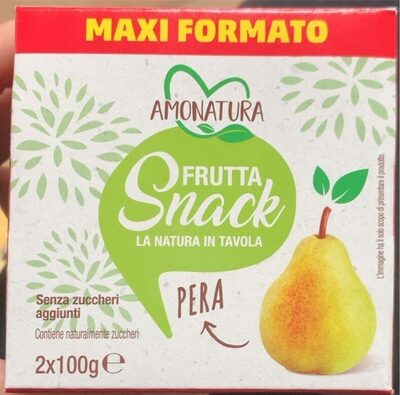 MAXI FORMATO
AMONATURA
FRUTTA
Snack
LA NATURA IN TAVOLA
PERA
Senza zuccheri
aggiunti
Contiene naturalmente zuccheri
2x100g ℮
L'immagine ha il solo scopo di presentare il prodotto.